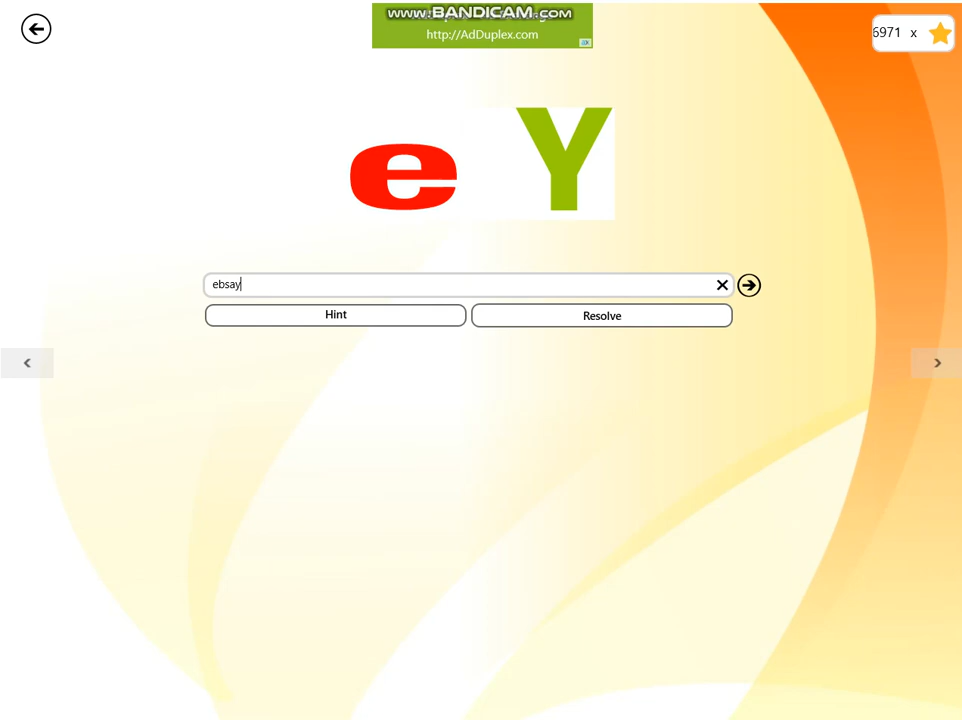 www.BANDICAM.com
http://AdDuplex.com
6971 x
e Y
ebsay
Hint Resolve